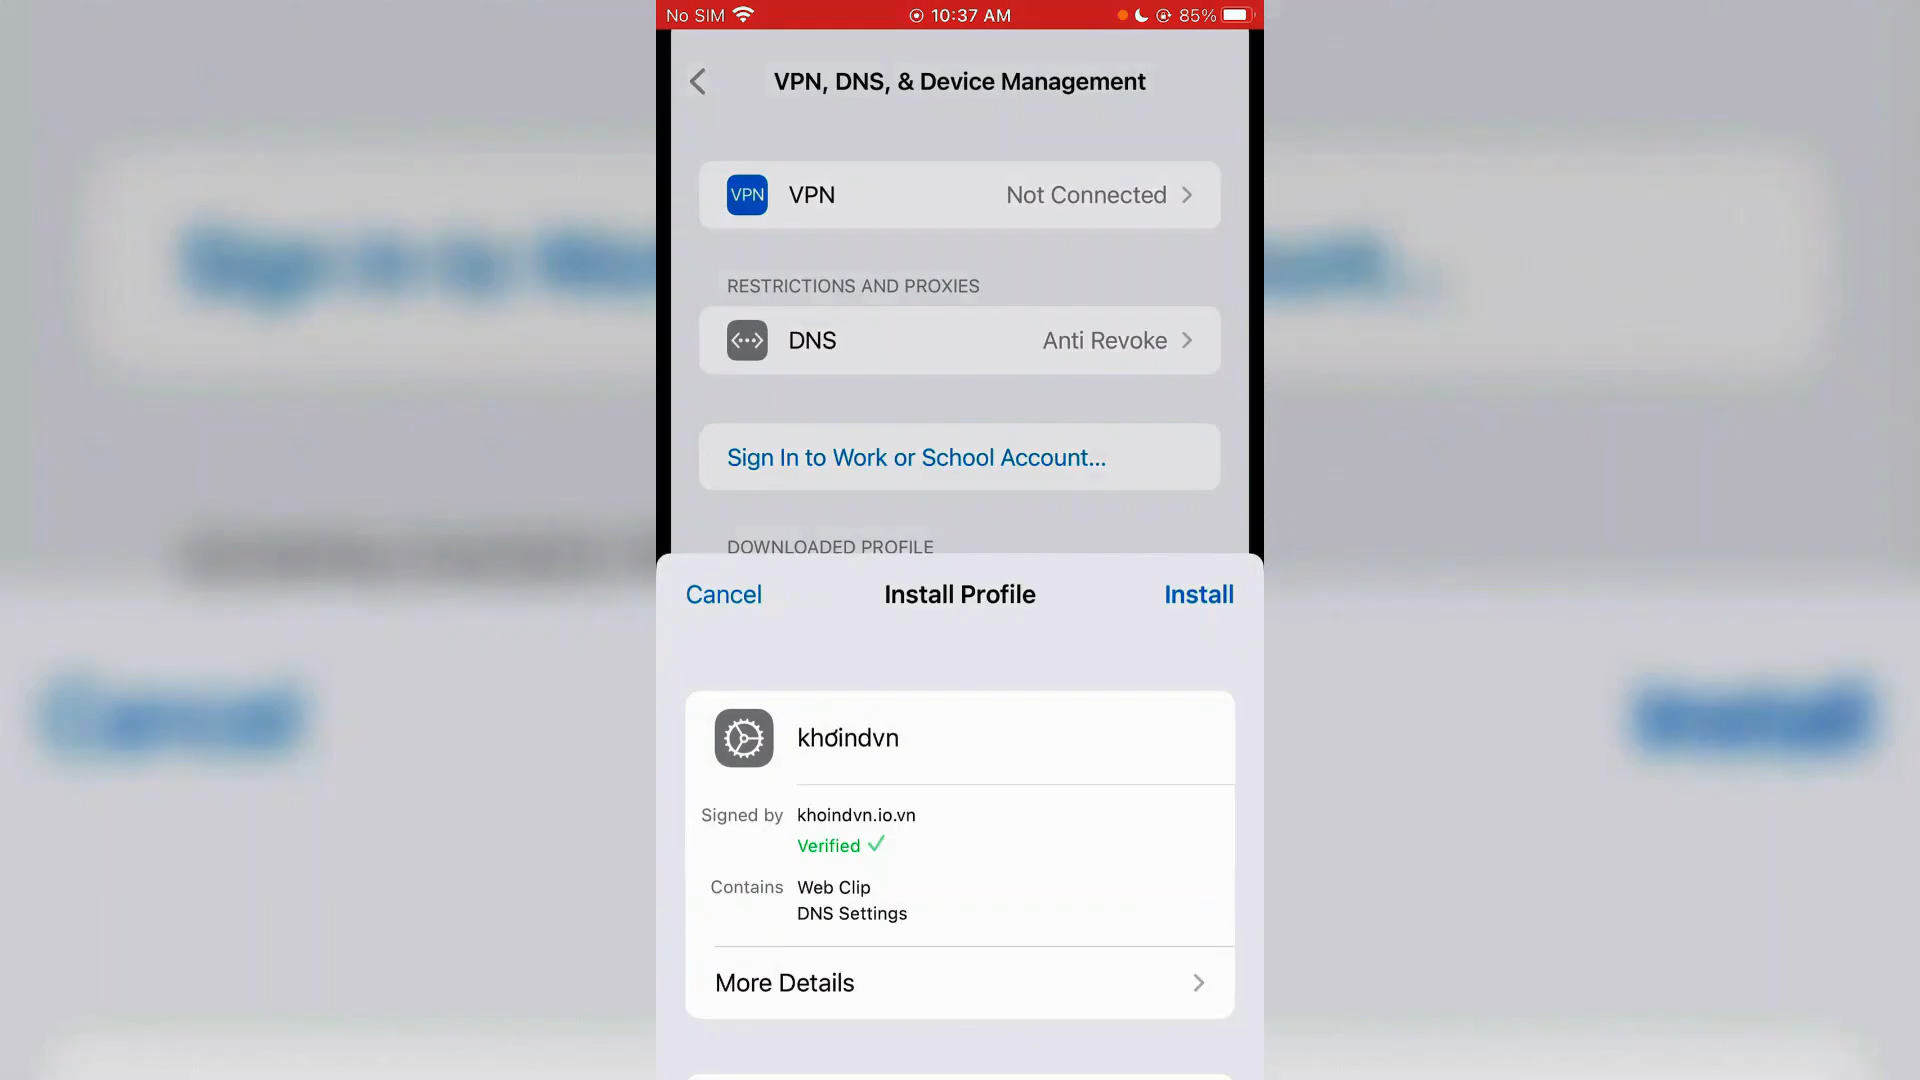 No SIM 10:37 AM 85%
VPN, DNS, & Device Management
VPN VPN Not Connected
RESTRICTIONS AND PROXIES
DNS Anti Revoke
Sign In to Work or School Account...
DOWNLOADED PROFILE
Cancel Install Profile Install
khơindvn
Signed by khoindvn.io.vn
Verified
Contains Web Clip
DNS Settings
More Details